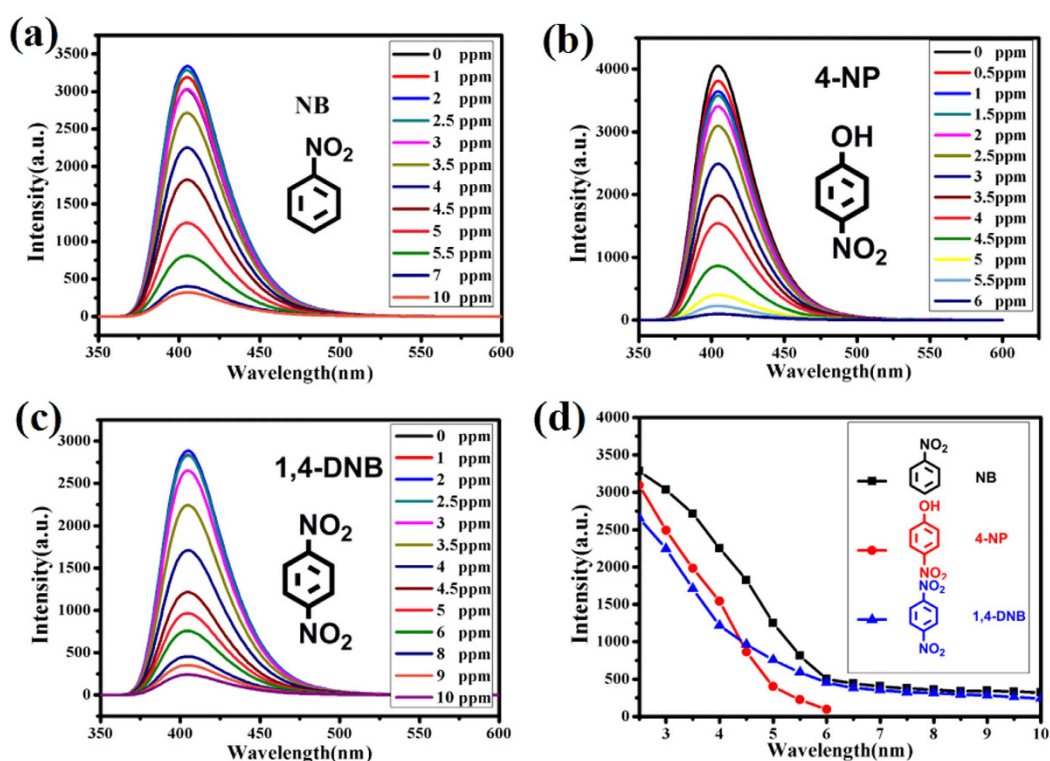 (a)
3500
3000
2500
2000
1500
1000
500
0
Intensity(a.u.)
350 400 450 500 550 600
Wavelength(nm)
NB
NO2
0 ppm
1 ppm
2 ppm
2.5 ppm
3 ppm
3.5 ppm
4 ppm
4.5 ppm
5 ppm
5.5 ppm
7 ppm
10 ppm
(b)
4000
3000
2000
1000
0
Intensity(a.u.)
350 400 450 500 550 600
Wavelength(nm)
4-NP
OH
NO2
0 ppm
0.5ppm
1 ppm
1.5ppm
2 ppm
2.5ppm
3 ppm
3.5ppm
4 ppm
4.5ppm
5 ppm
5.5ppm
6 ppm
(c)
3000
2500
2000
1500
1000
500
0
Intensity(a.u.)
350 400 450 500 550 600
Wavelength(nm)
1,4-DNB
NO2
NO2
0 ppm
1 ppm
2 ppm
2.5ppm
3 ppm
3.5ppm
4 ppm
4.5ppm
5 ppm
6 ppm
8 ppm
9 ppm
10 ppm
(d)
4000
3500
3000
2500
2000
1500
1000
500
0
Intensity(a.u.)
3 4 5 6 7 8 9 10
Wavelength(nm)
NO2
NB
OH
4-NP
NO2
NO2
1,4-DNB
NO2